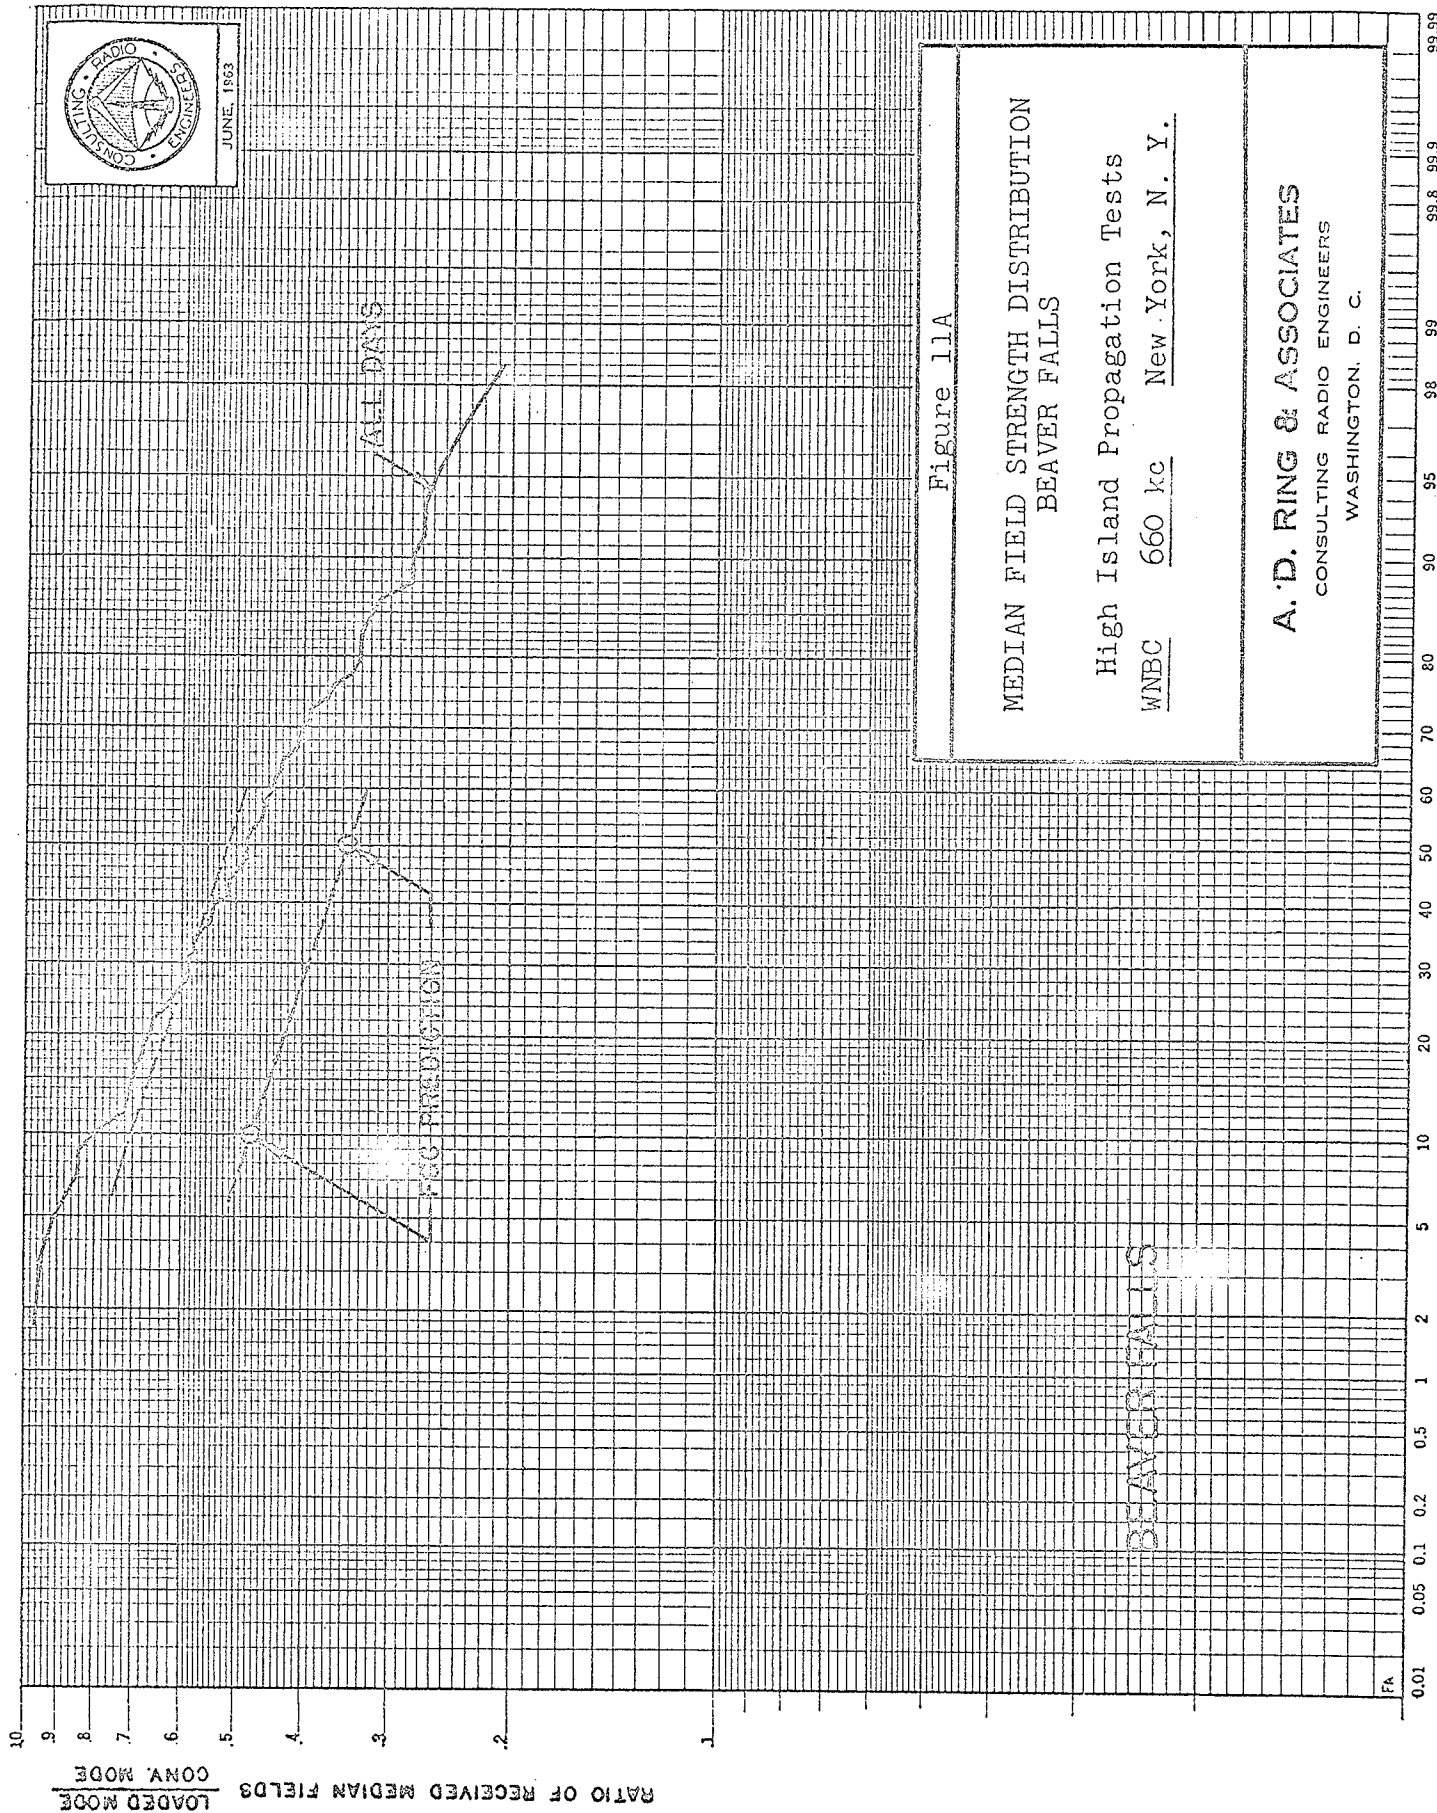 CONSULTING • RADIO • ENGINEERS •
JUNE, 1963
RATIO OF RECEIVED MEDIAN FIELDS
LOADED MODE
CONV. MODE
1.0
.9
.8
.7
.6
.5
.4
.3
.2
.1
ALL DAYS
FCC PREDICTION
BEAVER FALLS
FA
0.01
0.05
0.1
0.2
0.5
1
2
5
10
20
30
40
50
60
70
80
90
95
98
99
99.8
99.9
99.99
Figure 11A
MEDIAN FIELD STRENGTH DISTRIBUTION
BEAVER FALLS
High Island Propagation Tests
WNBC 660 kc New York, N. Y.
A. D. RING & ASSOCIATES
CONSULTING RADIO ENGINEERS
WASHINGTON, D. C.